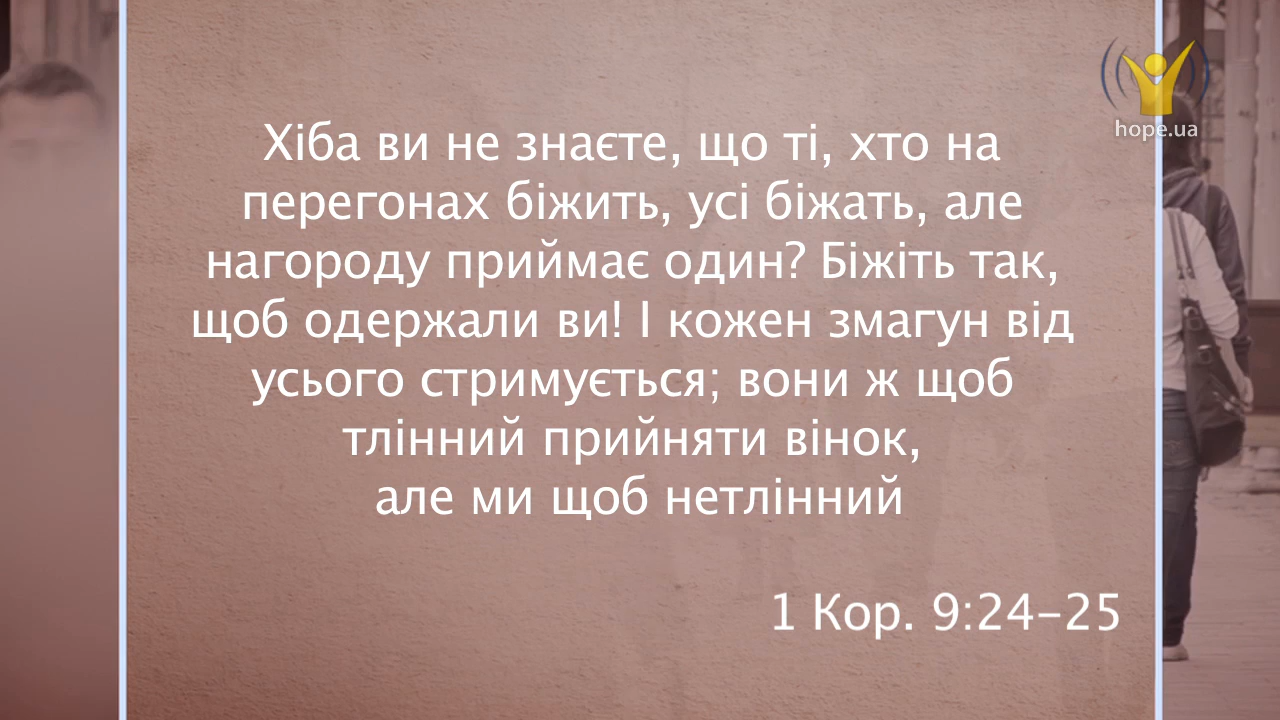 hope.ua
Хіба ви не знаєте, що ті, хто на
перегонах біжить, усі біжать, але
нагороду приймає один? Біжіть так,
щоб одержали ви! І кожен змагун від
усього стримується; вони ж щоб
тлінний прийняти вінок,
але ми щоб нетлінний
1 Кор. 9:24–25